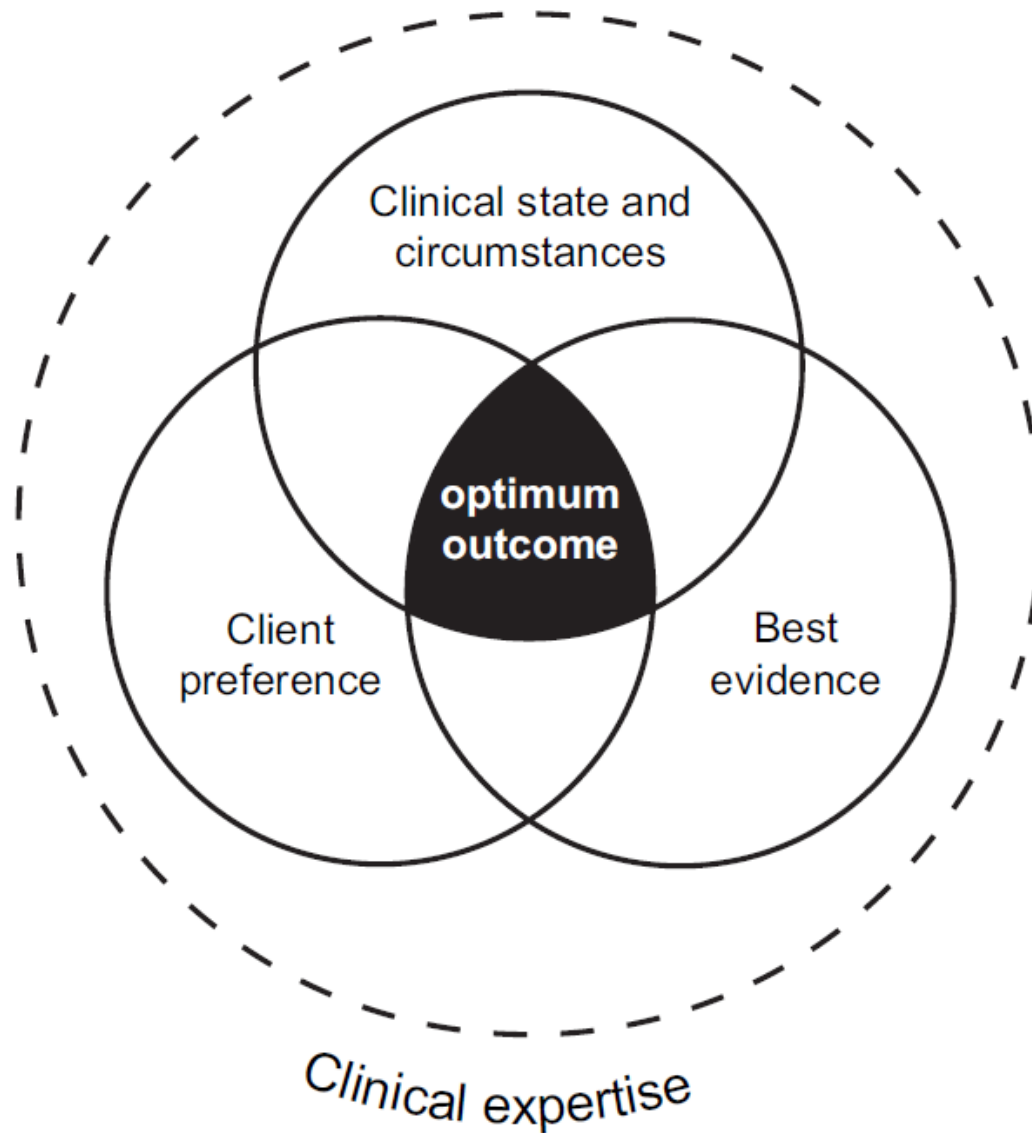 Clinical state and
circumstances
optimum
outcome
Client
preference
Best
evidence
Clinical expertise